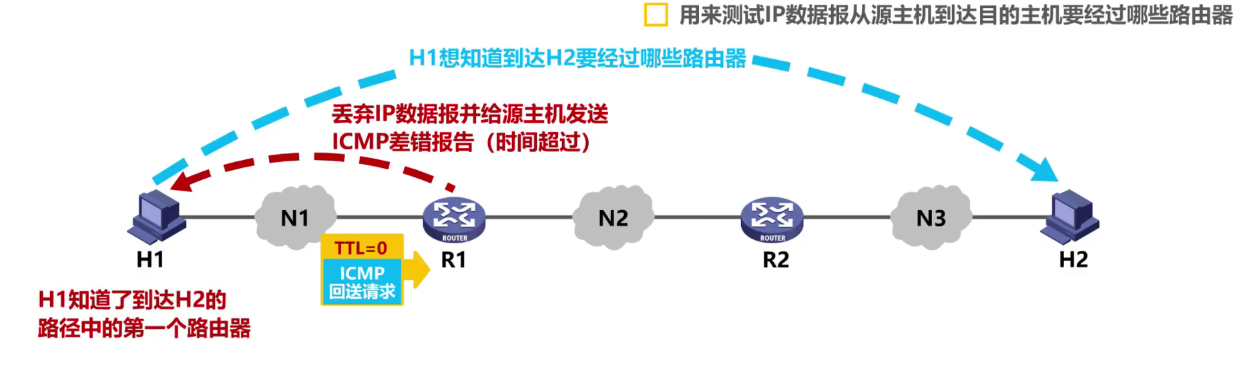 用来测试IP数据报从源主机到达目的主机要经过哪些路由器
H1想知道到达H2要经过哪些路由器
丢弃IP数据报并给源主机发送
ICMP差错报告（时间超过）
N1
N2
N3
ROUTER
ROUTER
TTL=0
ICMP
回送请求
H1
R1
R2
H2
H1知道了到达H2的
路径中的第一个路由器